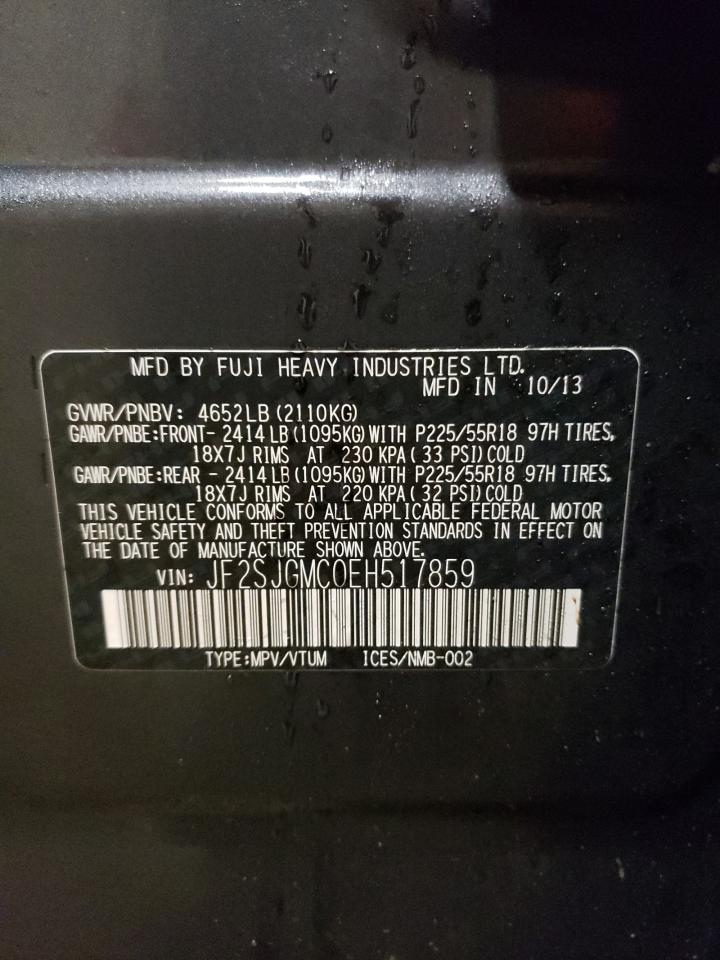 MFD BY FUJI HEAVY INDUSTRIES LTD.
MFD IN 10/13
GVWR/PNBV: 4652LB (2110KG)
GAWR/PNBE:FRONT- 2414 LB (1095KG) WITH P225/55R18 97H TIRES,
18X7J RIMS AT 230 KPA ( 33 PSI) COLD
GAWR/PNBE:REAR - 2414 LB (1095KG) WITH P225/55R18 97H TIRES,
18X7J RIMS AT 220 KPA ( 32 PSI) COLD
THIS VEHICLE CONFORMS TO ALL APPLICABLE FEDERAL MOTOR
VEHICLE SAFETY AND THEFT PREVENTION STANDARDS IN EFFECT ON
THE DATE OF MANUFACTURE SHOWN ABOVE.
VIN: JF2SJGMC0EH517859
TYPE:MPV/VTUM ICES/NMB-002